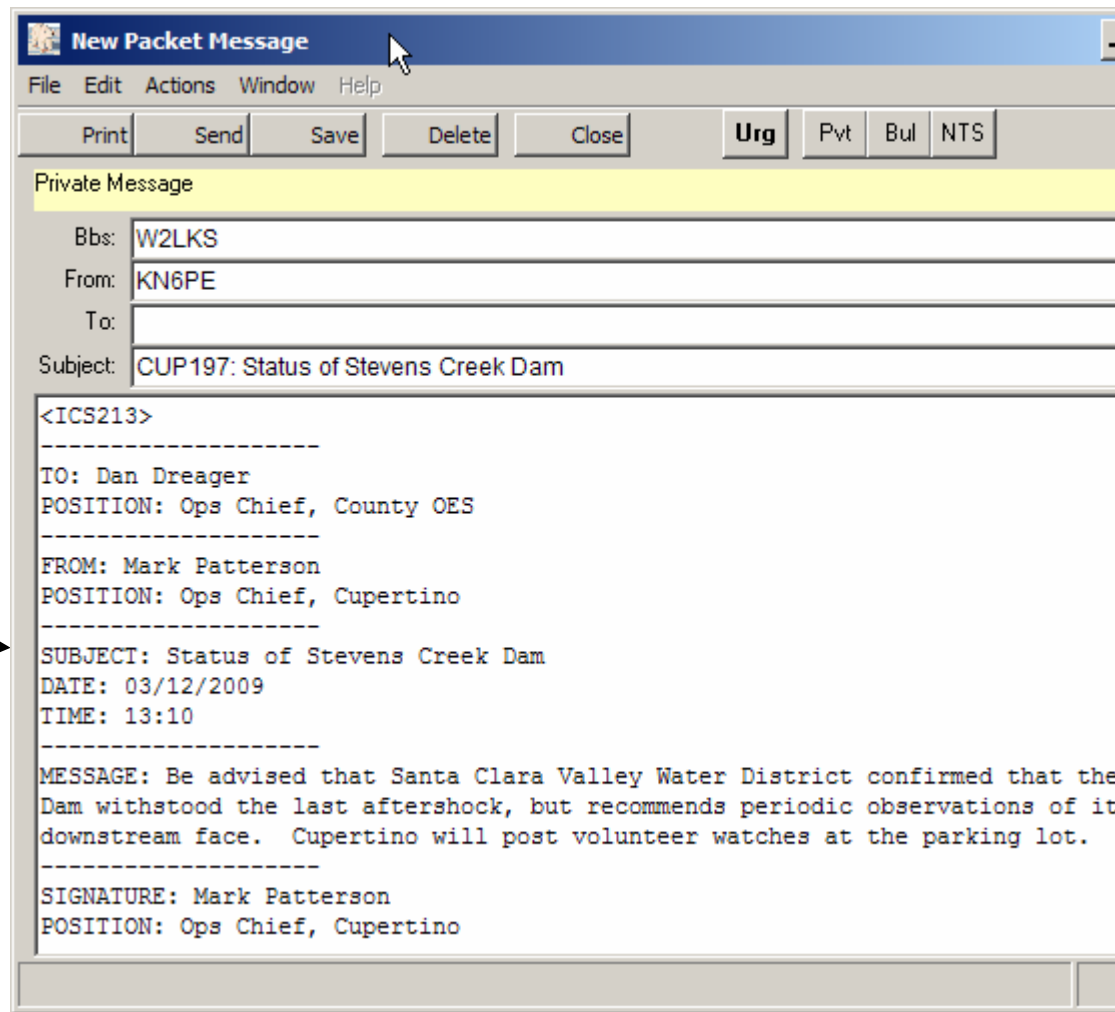 New Packet Message
File Edit Actions Window Help
Print Send Save Delete Close Urg Pvt Bul NTS
Private Message
Bbs: W2LKS
From: KN6PE
To:
Subject: CUP197: Status of Stevens Creek Dam
<ICS213>
--------------------
TO: Dan Dreager
POSITION: Ops Chief, County OES
--------------------
FROM: Mark Patterson
POSITION: Ops Chief, Cupertino
--------------------
SUBJECT: Status of Stevens Creek Dam
DATE: 03/12/2009
TIME: 13:10
--------------------
MESSAGE: Be advised that Santa Clara Valley Water District confirmed that the
Dam withstood the last aftershock, but recommends periodic observations of it
downstream face.  Cupertino will post volunteer watches at the parking lot.
--------------------
SIGNATURE: Mark Patterson
POSITION: Ops Chief, Cupertino